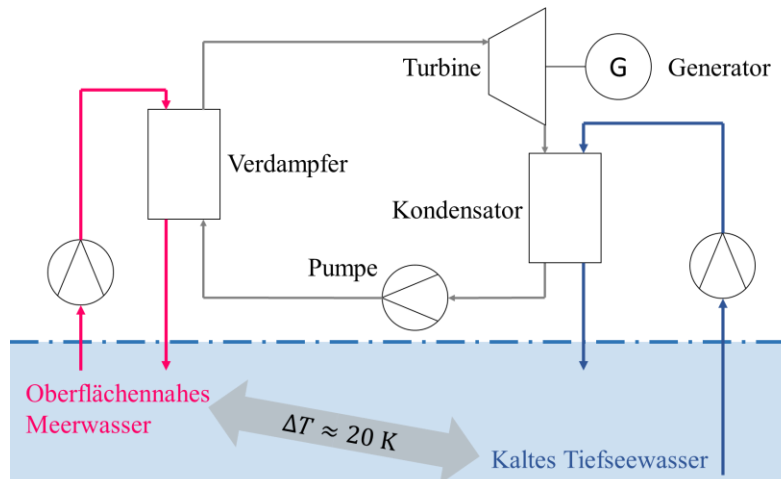 Turbine
G
Generator
Verdampfer
Kondensator
Pumpe
Oberflächennahes
Meerwasser
ΔT ≈ 20 K
Kaltes Tiefseewasser